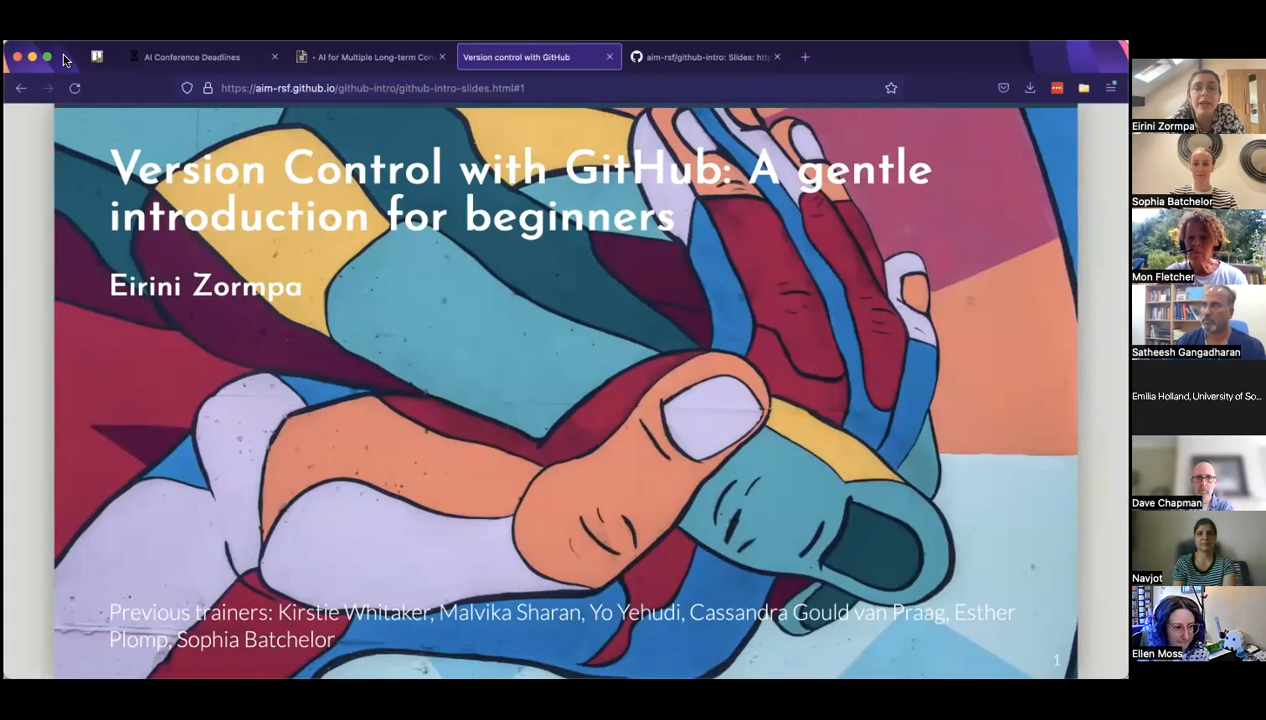 AI Conference Deadlines
· AI for Multiple Long-term Con
Version control with GitHub
aim-rsf/github-intro: Slides: htt
https://aim-rsf.github.io/github-intro/github-intro-slides.html#1
Version Control with GitHub: A gentle
introduction for beginners
Eirini Zormpa
Previous trainers: Kirstie Whitaker, Malvika Sharan, Yo Yehudi, Cassandra Gould van Praag, Esther
Plomp, Sophia Batchelor
1
Eirini Zormpa
Sophia Batchelor
Mon Fletcher
Satheesh Gangadharan
Emilia Holland, University of So...
Dave Chapman
Navjot
Ellen Moss